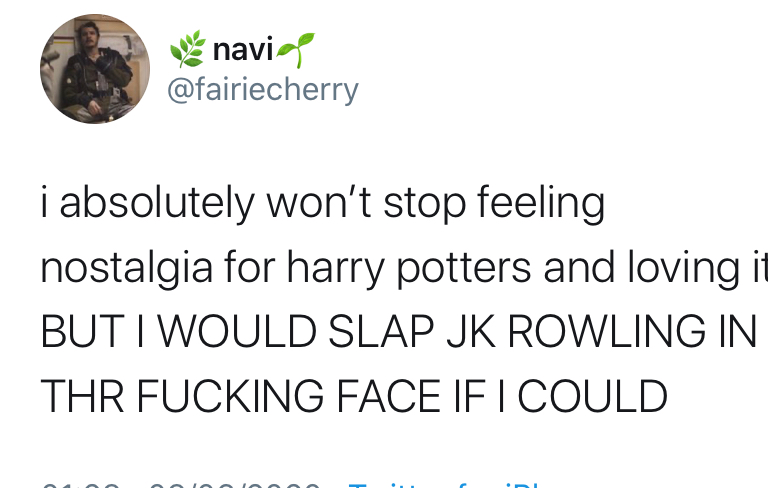 🌿 navi🌱
@fairiecherry
i absolutely won’t stop feeling
nostalgia for harry potters and loving it
BUT I WOULD SLAP JK ROWLING IN
THR FUCKING FACE IF I COULD